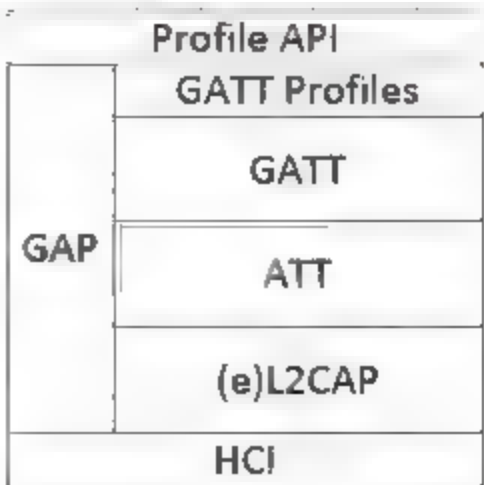 Profile API
GATT Profiles
GATT
GAP
ATT
(e)L2CAP
HCI